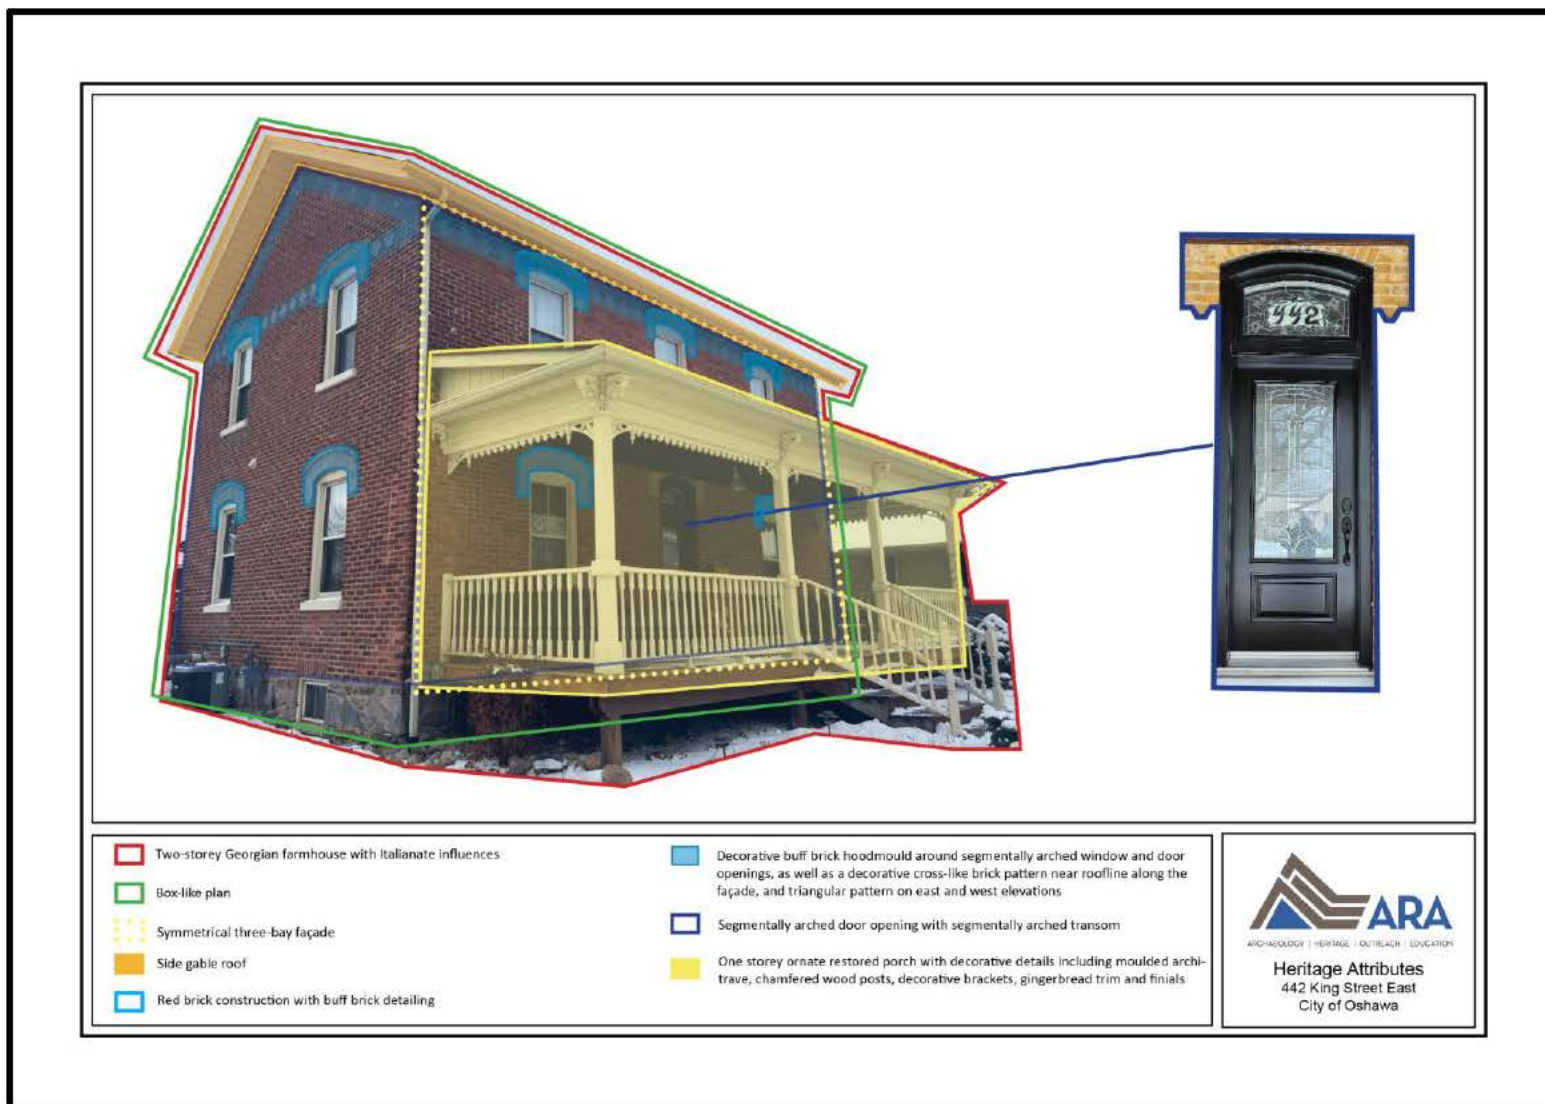 442
Two-storey Georgian farmhouse with Italianate influences
Box-like plan
Symmetrical three-bay façade
Side gable roof
Red brick construction with buff brick detailing
Decorative buff brick hoodmould around segmentally arched window and door
openings, as well as a decorative cross-like brick pattern near roofline along the
façade, and triangular pattern on east and west elevations
Segmentally arched door opening with segmentally arched transom
One storey ornate restored porch with decorative details including moulded archi-
trave, chamfered wood posts, decorative brackets, gingerbread trim and finials
ARA
ARCHAEOLOGY | HERITAGE | OUTREACH | EDUCATION
Heritage Attributes
442 King Street East
City of Oshawa